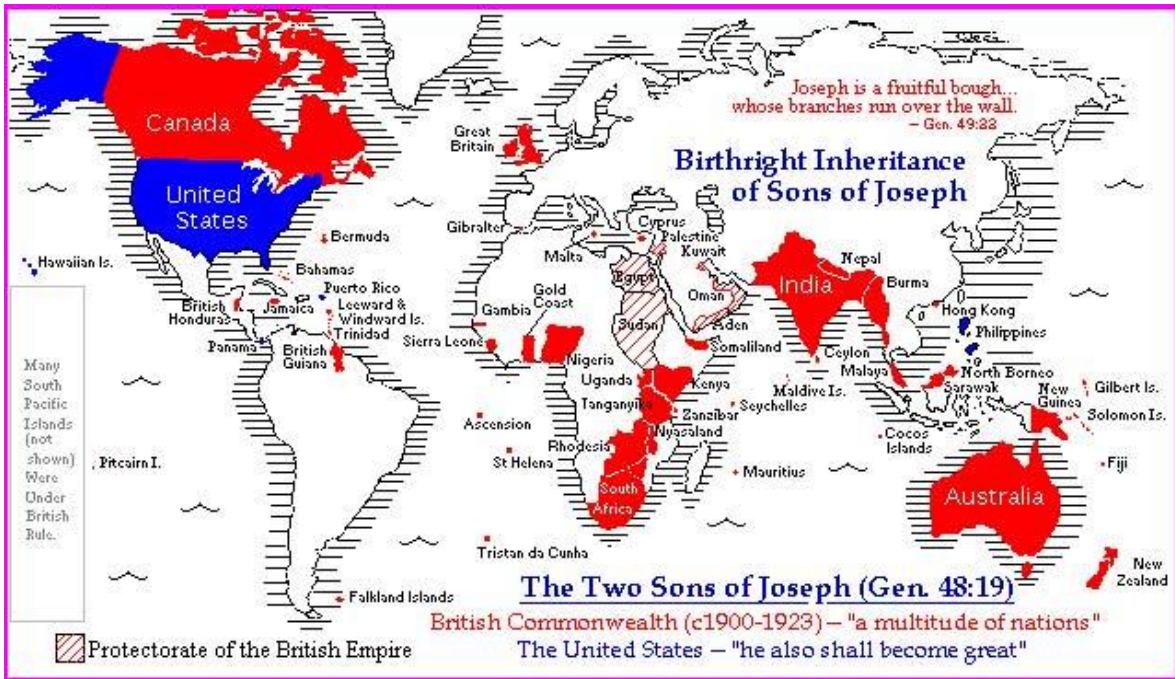 Joseph is a fruitful bough...
whose branches run over the wall.
– Gen. 49:22
Birthright Inheritance
of Sons of Joseph
Canada
United
States
Great
Britain
Gibralter
Malta
Cyprus
Palestine
Kuwait
Egypt
Oman
Sudan
Aden
Somaliland
India
Nepal
Burma
Hong Kong
Philippines
Ceylon
Malaya
North Borneo
Sarawak
New
Guinea
Gilbert Is.
Solomon Is.
Maldive Is.
Seychelles
Cocos
Islands
Mauritius
Fiji
Australia
New
Zealand
Hawaiian Is.
Bermuda
Bahamas
Puerto Rico
Leeward &
Windward Is.
Trinidad
British
Honduras
Jamaica
Panama
British
Guiana
Gambia
Gold
Coast
Sierra Leone
Nigeria
Uganda
Kenya
Tanganyika
Zanzibar
Nyasaland
Rhodesia
South
Africa
Ascension
St Helena
Tristan da Cunha
Falkland Islands
Pitcairn I.
Many
South
Pacific
Islands
(not
shown)
Were
Under
British
Rule.
The Two Sons of Joseph (Gen. 48:19)
British Commonwealth (c1900-1923) – "a multitude of nations"
The United States – "he also shall become great"
Protectorate of the British Empire